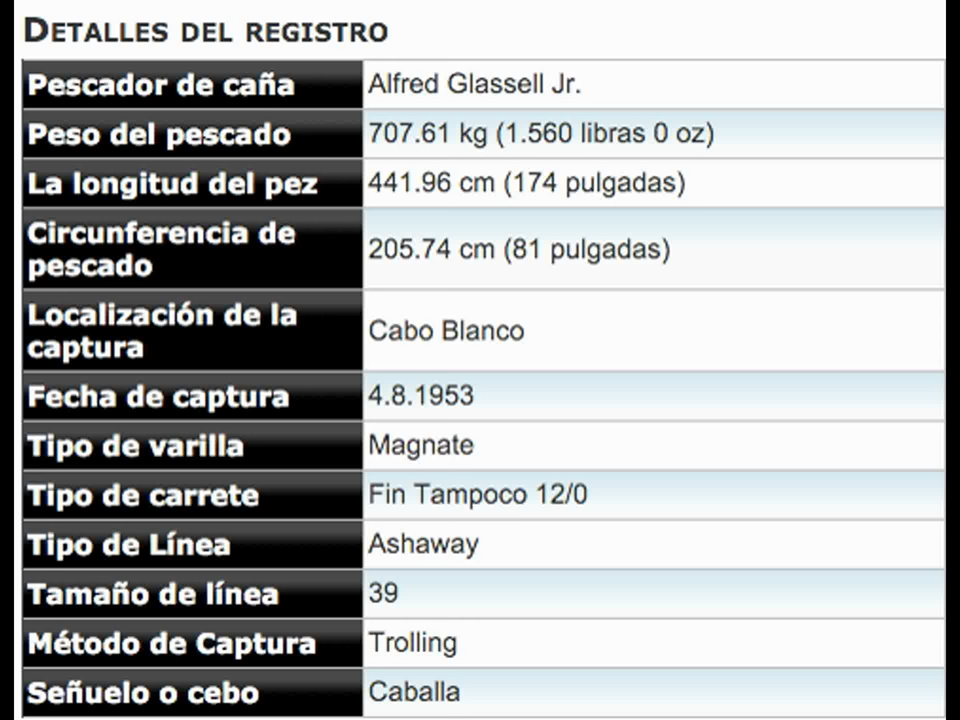 DETALLES DEL REGISTRO
Pescador de caña Alfred Glassell Jr.
Peso del pescado 707.61 kg (1.560 libras 0 oz)
La longitud del pez 441.96 cm (174 pulgadas)
Circunferencia de
pescado 205.74 cm (81 pulgadas)
Localización de la
captura Cabo Blanco
Fecha de captura 4.8.1953
Tipo de varilla Magnate
Tipo de carrete Fin Tampoco 12/0
Tipo de Línea Ashaway
Tamaño de línea 39
Método de Captura Trolling
Señuelo o cebo Caballa